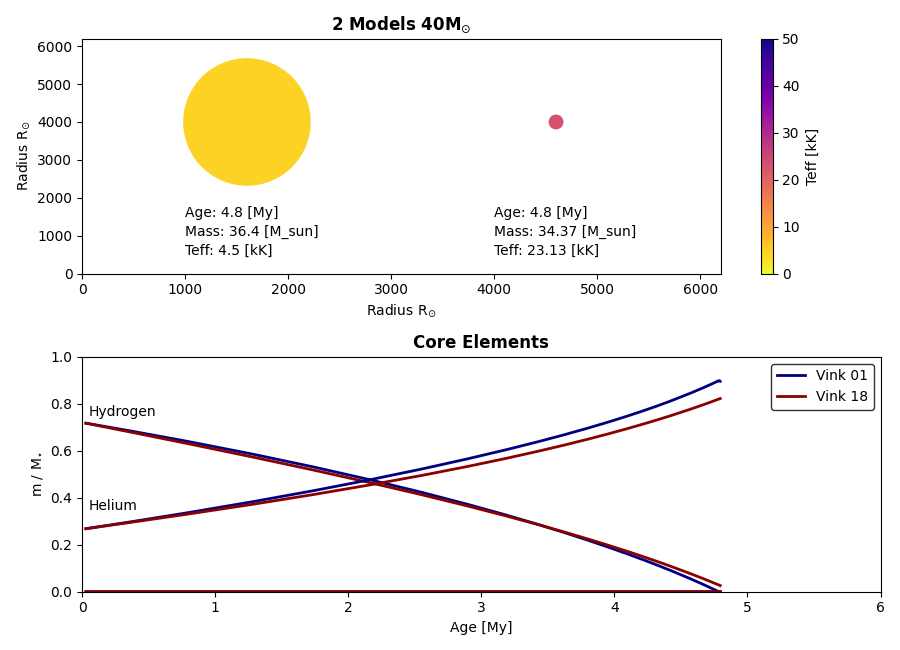 2 Models 40M☉
6000
5000
4000
3000
2000
1000
0
Radius R☉
Age: 4.8 [My]
Mass: 36.4 [M_sun]
Teff: 4.5 [kK]
Age: 4.8 [My]
Mass: 34.37 [M_sun]
Teff: 23.13 [kK]
0 1000 2000 3000 4000 5000 6000
Radius R☉
50
40
30
20
10
0
Teff [kK]
Core Elements
1.0
0.8
0.6
0.4
0.2
0.0
m / M⋆
Hydrogen
Helium
Vink 01
Vink 18
0 1 2 3 4 5 6
Age [My]